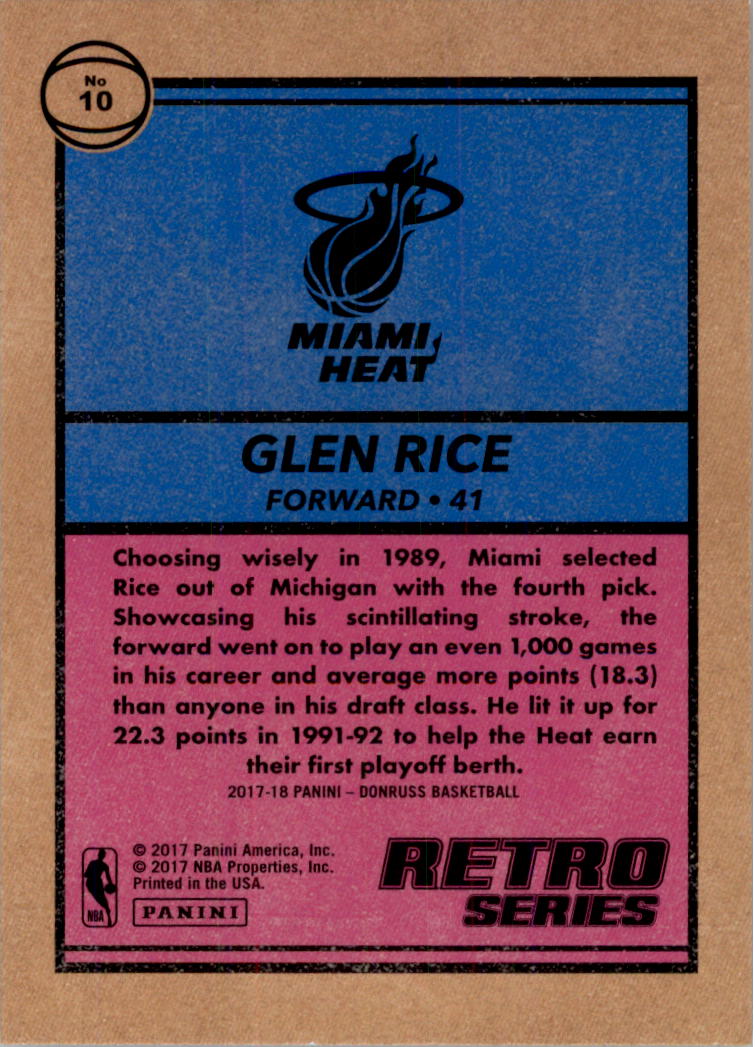 No
10
MIAMI
HEAT
GLEN RICE
FORWARD • 41
Choosing wisely in 1989, Miami selected
Rice out of Michigan with the fourth pick.
Showcasing his scintillating stroke, the
forward went on to play an even 1,000 games
in his career and average more points (18.3)
than anyone in his draft class. He lit it up for
22.3 points in 1991-92 to help the Heat earn
their first playoff berth.
2017-18 PANINI – DONRUSS BASKETBALL
© 2017 Panini America, Inc.
© 2017 NBA Properties, Inc.
Printed in the USA.
NBA
PANINI
RETRO
SERIES